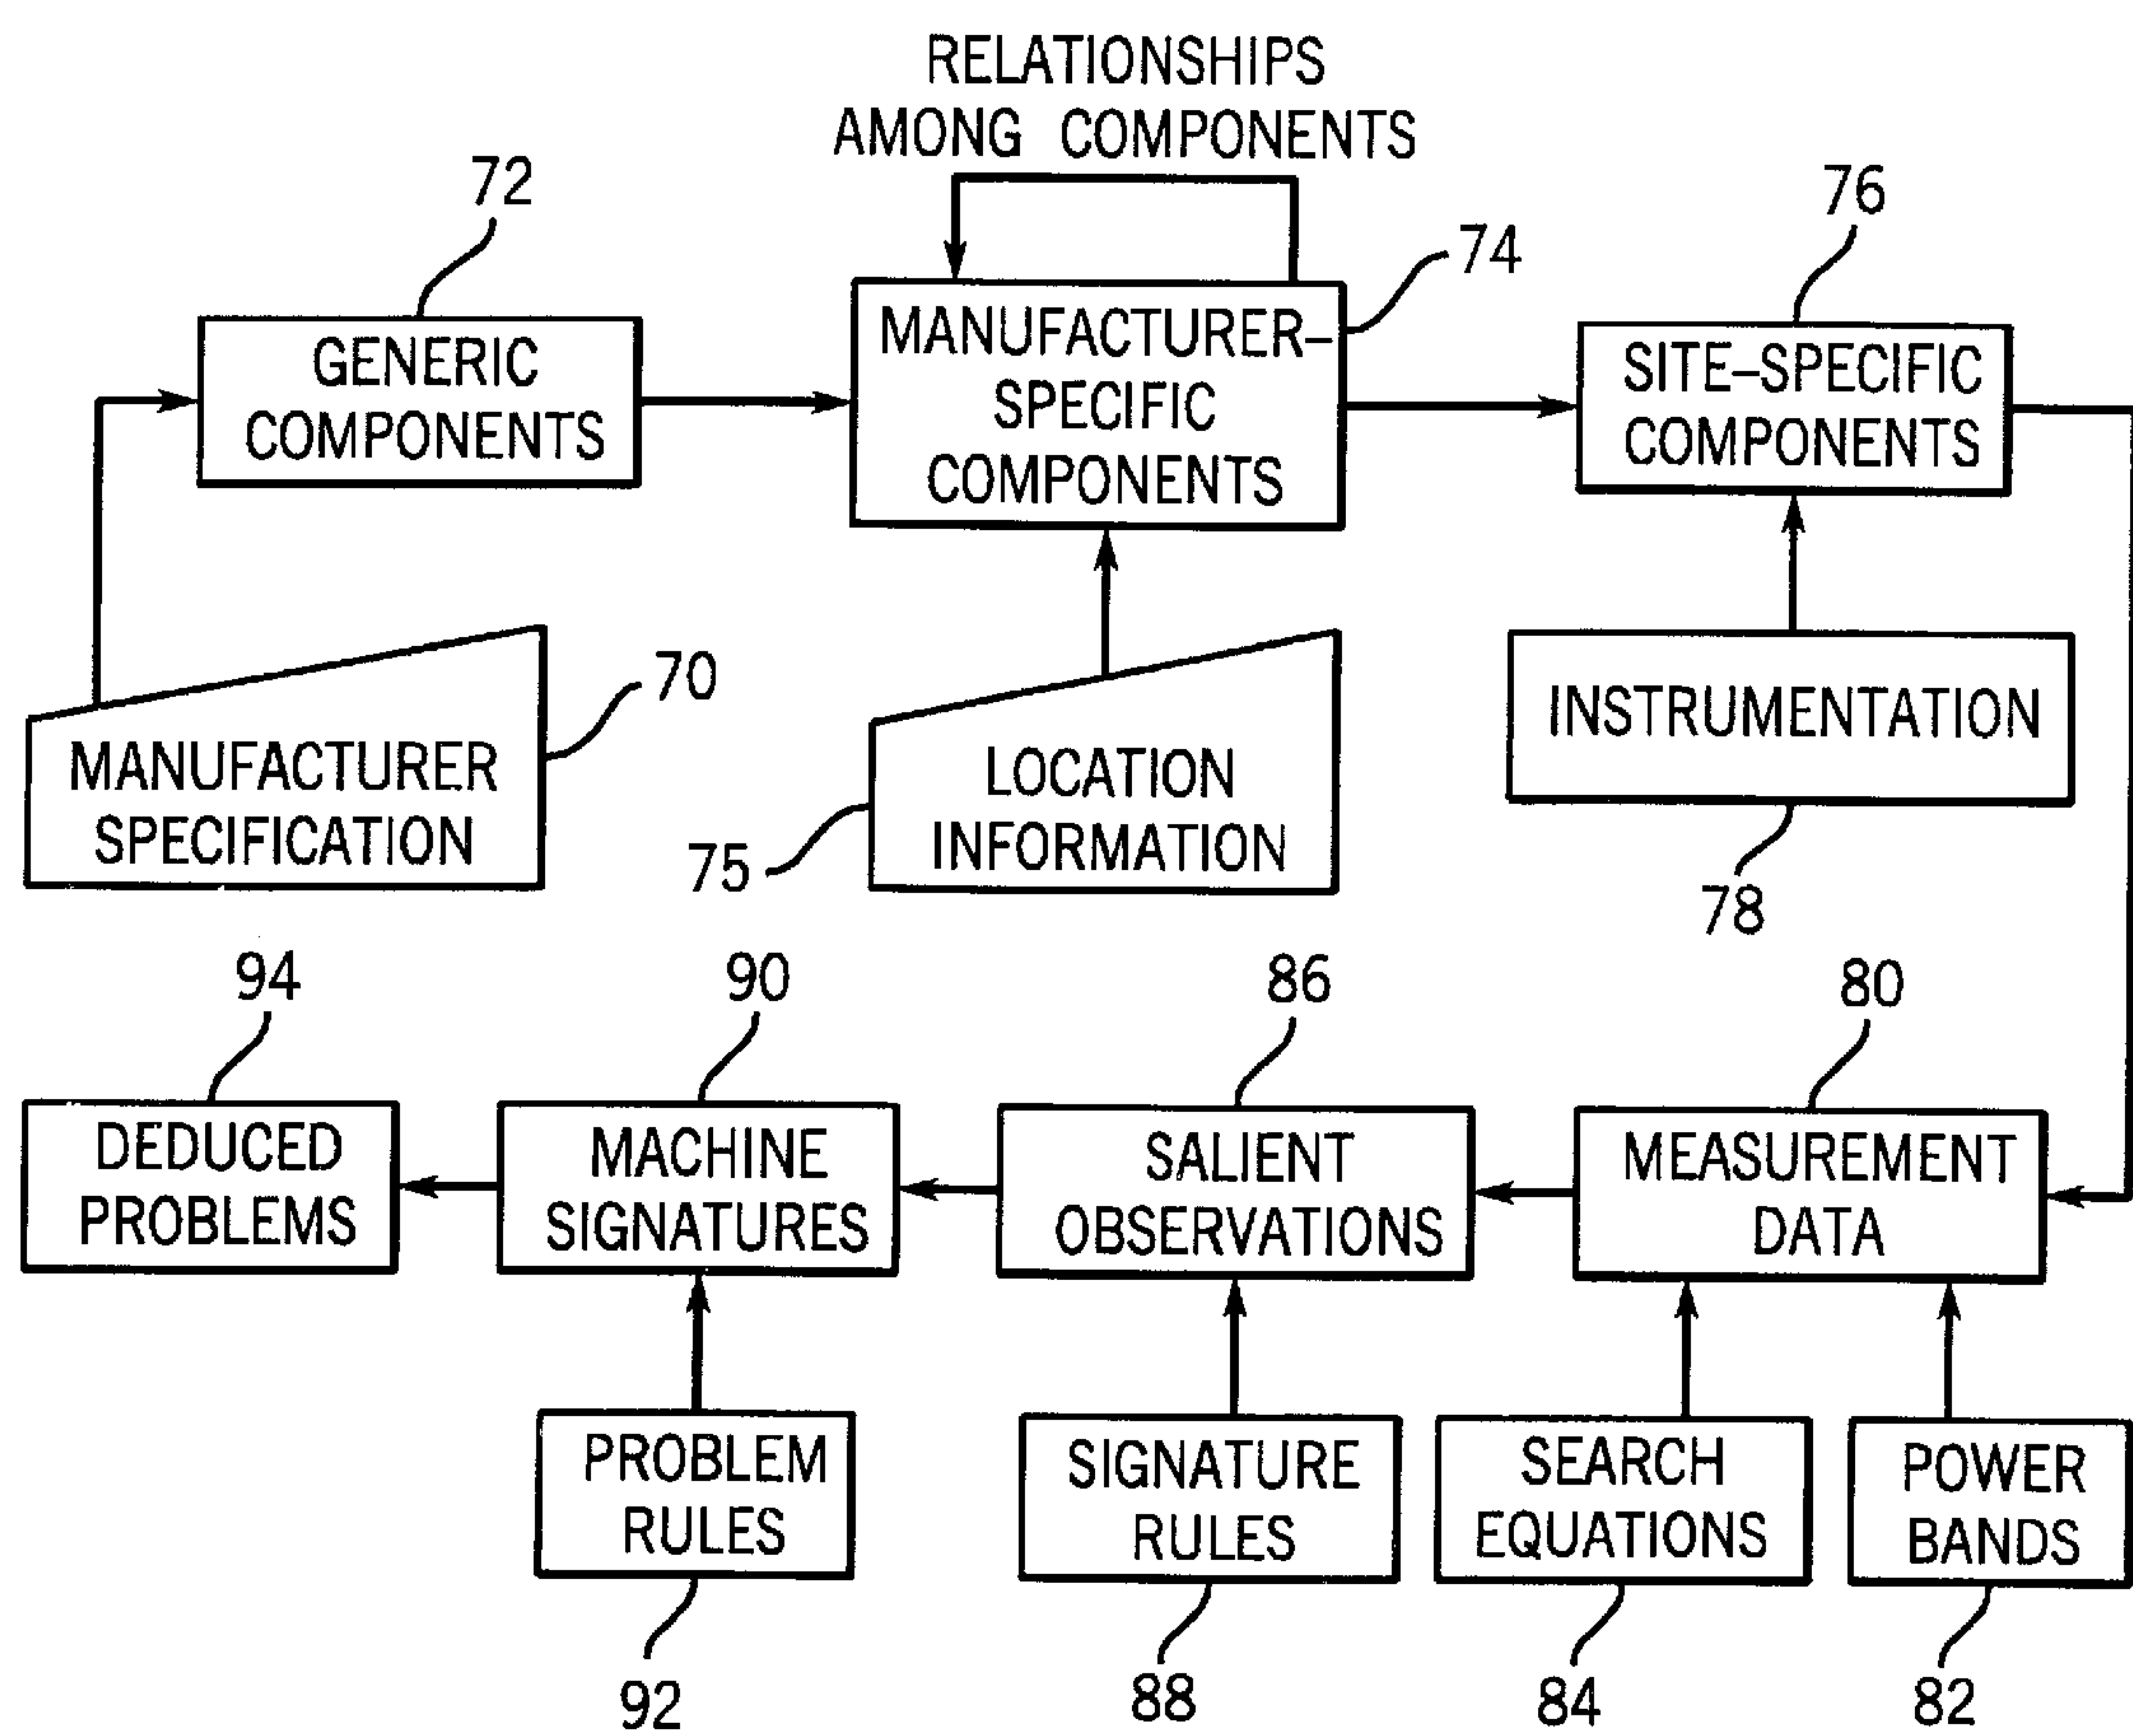 RELATIONSHIPS
AMONG COMPONENTS
72
74
76
GENERIC
COMPONENTS
MANUFACTURER–
SPECIFIC
COMPONENTS
SITE–SPECIFIC
COMPONENTS
70
MANUFACTURER
SPECIFICATION
75
LOCATION
INFORMATION
INSTRUMENTATION
78
94
90
86
80
DEDUCED
PROBLEMS
MACHINE
SIGNATURES
SALIENT
OBSERVATIONS
MEASUREMENT
DATA
PROBLEM
RULES
SIGNATURE
RULES
SEARCH
EQUATIONS
POWER
BANDS
92
88
84
82